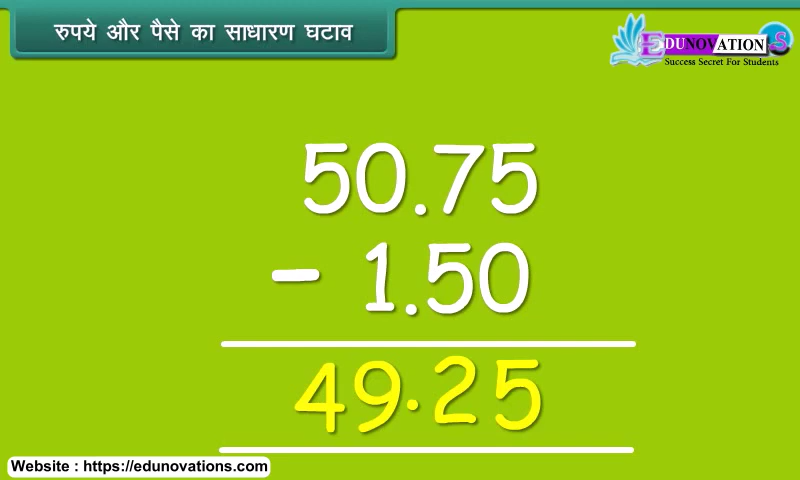 रुपये और पैसे का साधारण घटाव
EDUNOVATIONS
Success Secret For Students
50.75
- 1.50
49.25
Website : https://edunovations.com